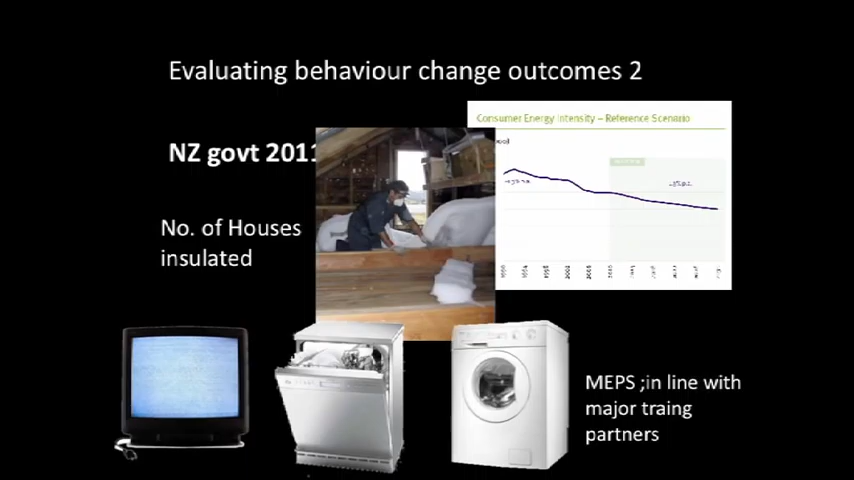 Evaluating behaviour change outcomes 2
Consumer Energy Intensity – Reference Scenario
NZ govt 2011
No. of Houses
insulated
MEPS ;in line with
major traing
partners